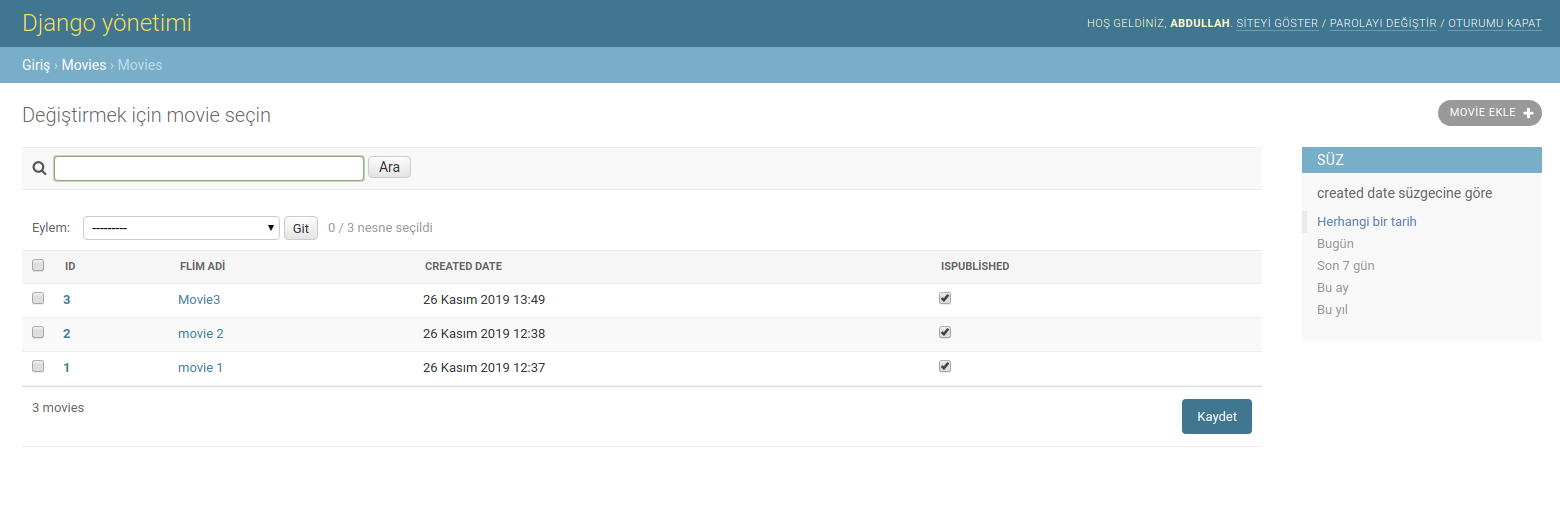 Django yönetimi
HOŞ GELDİNİZ, ABDULLAH. SİTEYİ GÖSTER / PAROLAYI DEĞİŞTİR / OTURUMU KAPAT
Giriş › Movies › Movies
Değiştirmek için movie seçin
MOVİE EKLE +
Ara
Eylem: --------- Git 0 / 3 nesne seçildi
ID FLİM ADİ CREATED DATE ISPUBLİSHED
3 Movie3 26 Kasım 2019 13:49
2 movie 2 26 Kasım 2019 12:38
1 movie 1 26 Kasım 2019 12:37
3 movies
Kaydet
SÜZ
created date süzgecine göre
Herhangi bir tarih
Bugün
Son 7 gün
Bu ay
Bu yıl